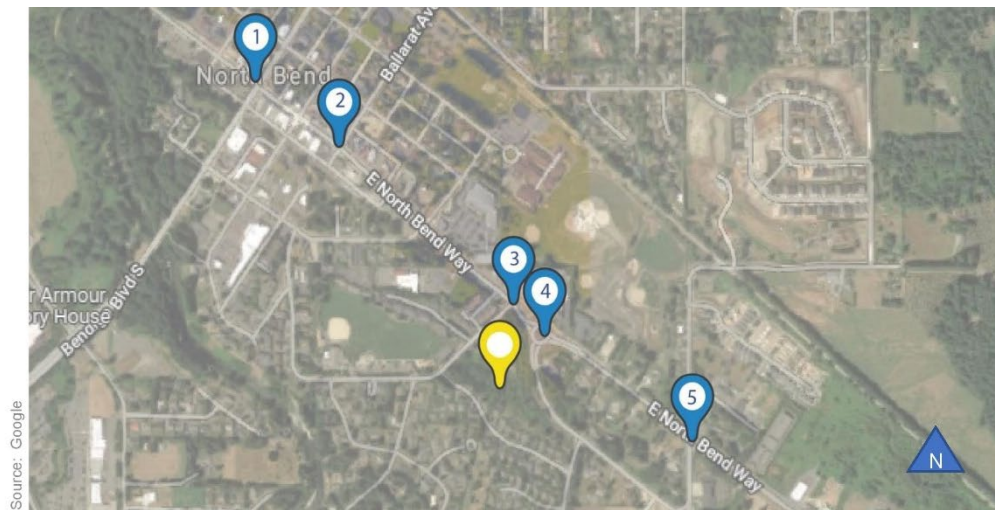 1
North Bend
2
Ballarat Ave
E North Bend Way
3
4
r Armour
ory House
Bendigo Blvd S
5
E North Bend Way
N
Source: Google